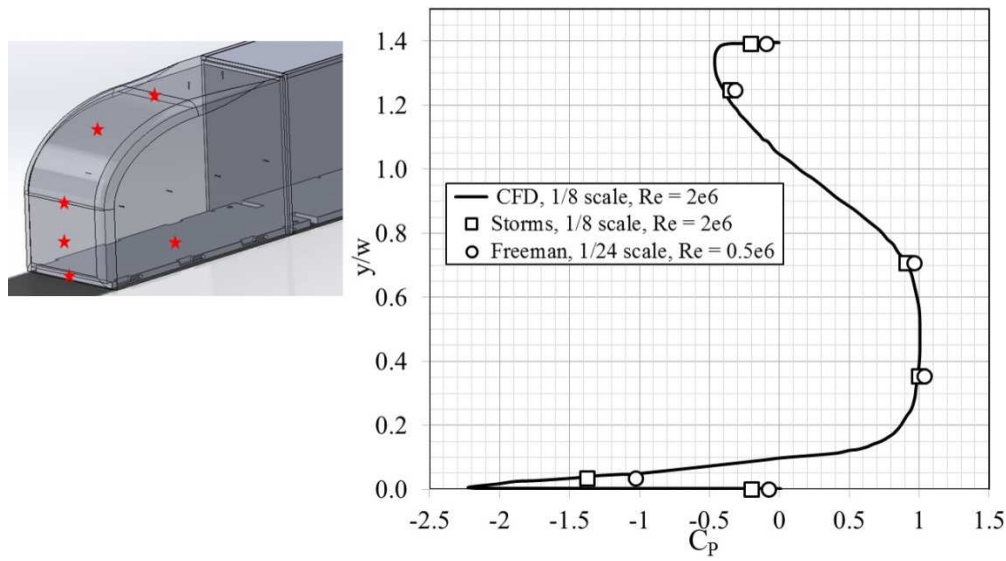 1.4
1.2
1.0
0.8
0.6
0.4
0.2
0.0
y/w
CFD, 1/8 scale, Re = 2e6
Storms, 1/8 scale, Re = 2e6
Freeman, 1/24 scale, Re = 0.5e6
-2.5 -2 -1.5 -1 -0.5 0 0.5 1 1.5
C_P